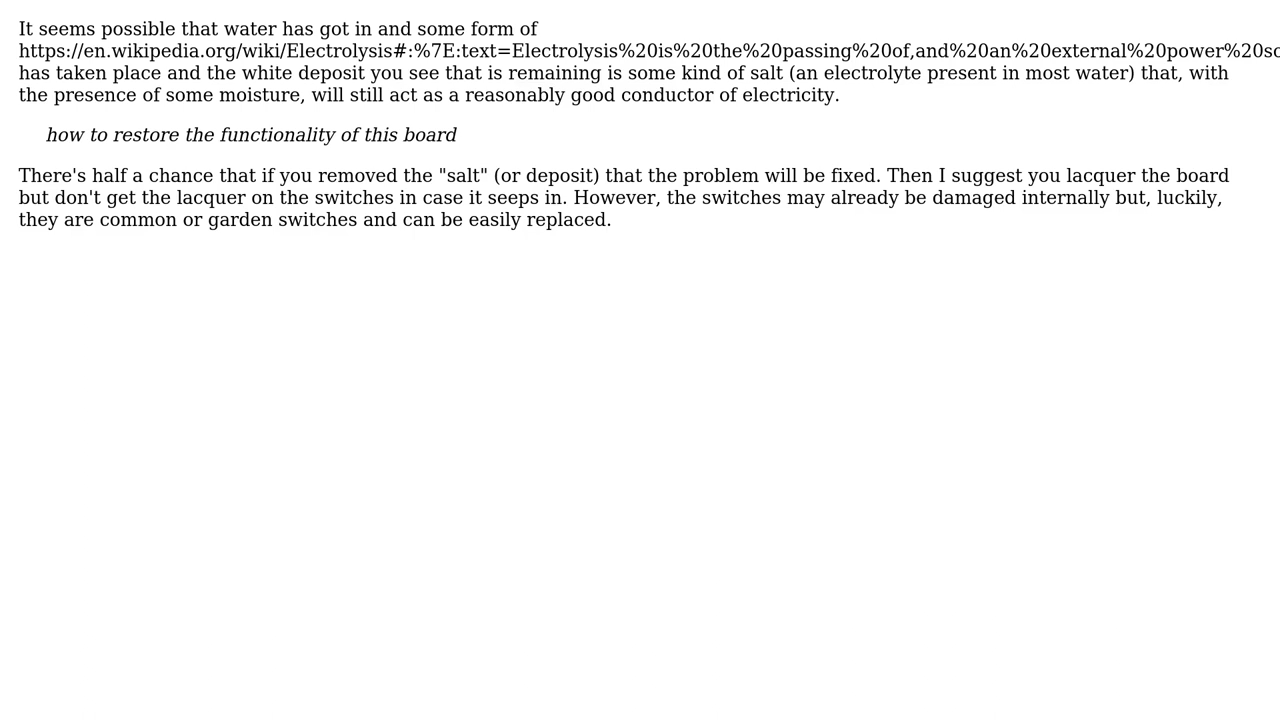 It seems possible that water has got in and some form of
https://en.wikipedia.org/wiki/Electrolysis#:%7E:text=Electrolysis%20is%20the%20passing%20of,and%20an%20external%20power%20so
has taken place and the white deposit you see that is remaining is some kind of salt (an electrolyte present in most water) that, with
the presence of some moisture, will still act as a reasonably good conductor of electricity.
how to restore the functionality of this board
There's half a chance that if you removed the "salt" (or deposit) that the problem will be fixed. Then I suggest you lacquer the board
but don't get the lacquer on the switches in case it seeps in. However, the switches may already be damaged internally but, luckily,
they are common or garden switches and can be easily replaced.